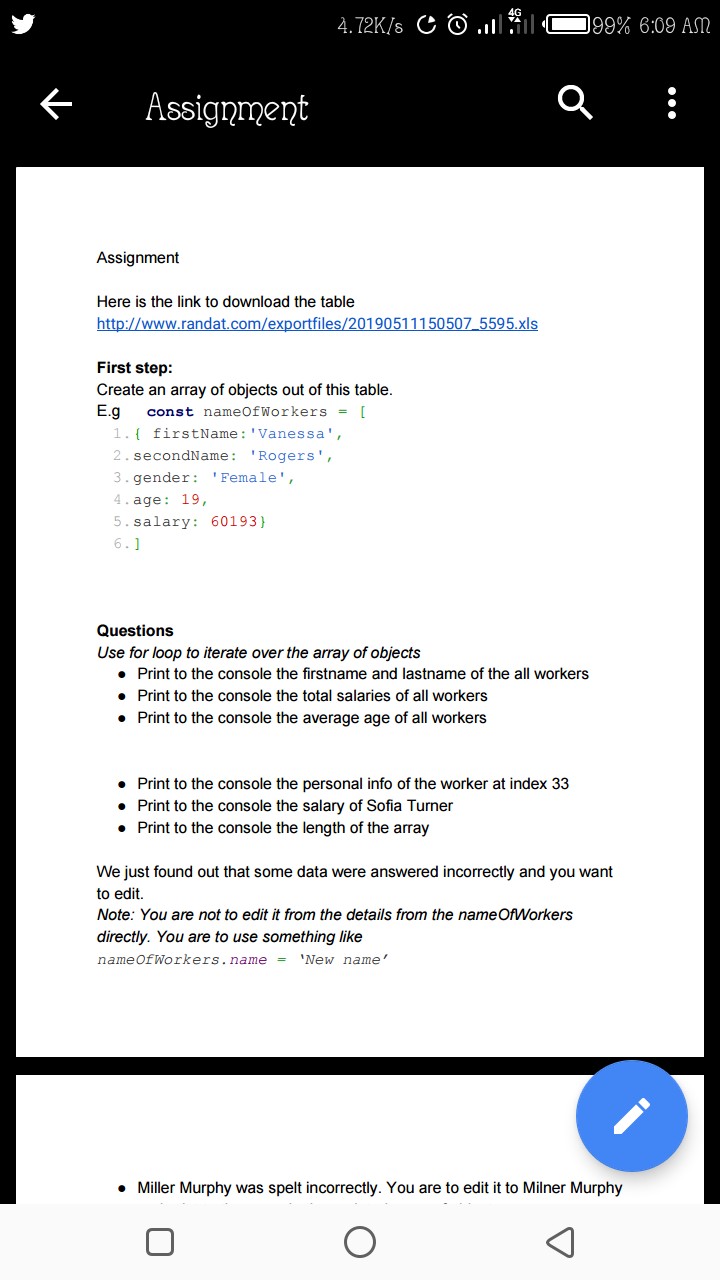 4.72K/s 4G 99% 6:09 AM
Assignment
Assignment
Here is the link to download the table
http://www.randat.com/exportfiles/20190511150507_5595.xls
First step:
Create an array of objects out of this table.
E.g const nameOfWorkers = [
1. { firstName:'Vanessa',
2. secondName: 'Rogers',
3. gender: 'Female',
4. age: 19,
5. salary: 60193}
6. ]
Questions
Use for loop to iterate over the array of objects
● Print to the console the firstname and lastname of the all workers
● Print to the console the total salaries of all workers
● Print to the console the average age of all workers
● Print to the console the personal info of the worker at index 33
● Print to the console the salary of Sofia Turner
● Print to the console the length of the array
We just found out that some data were answered incorrectly and you want
to edit.
Note: You are not to edit it from the details from the nameOfWorkers
directly. You are to use something like
nameOfWorkers.name = ‘New name’
● Miller Murphy was spelt incorrectly. You are to edit it to Milner Murphy